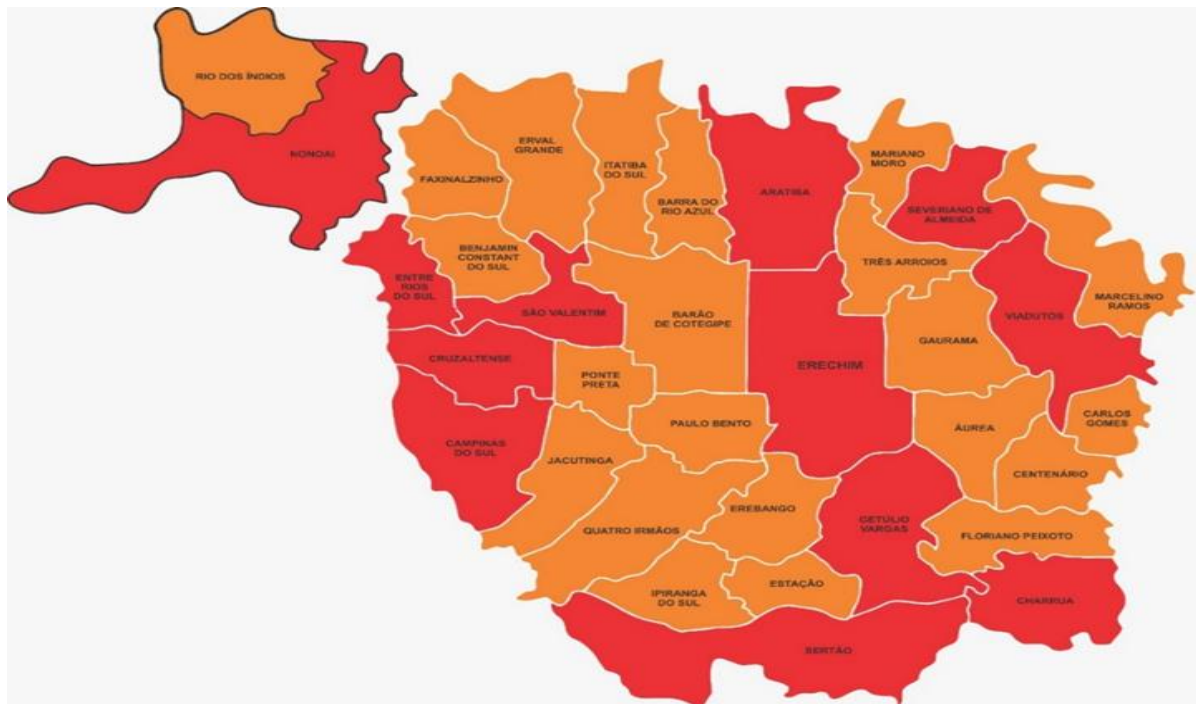 RIO DOS ÍNDIOS
NONOAI
FAXINALZINHO
ERVAL
GRANDE
ITATIBA
DO SUL
BARRA DO
RIO AZUL
ARATIBA
MARIANO
MORO
SEVERIANO DE
ALMEIDA
BENJAMIN
CONSTANT
DO SUL
TRÊS ARROIOS
MARCELINO
RAMOS
ENTRE
RIOS
DO SUL
SÃO VALENTIM
BARÃO
DE COTEGIPE
VIADUTOS
GAURAMA
CRUZALTENSE
PONTE
PRETA
ERECHIM
PAULO BENTO
ÁUREA
CARLOS
GOMES
CAMPINAS
DO SUL
JACUTINGA
CENTENÁRIO
QUATRO IRMÃOS
EREBANGO
GETÚLIO
VARGAS
FLORIANO PEIXOTO
IPIRANGA
DO SUL
ESTAÇÃO
CHARRUA
SERTÃO